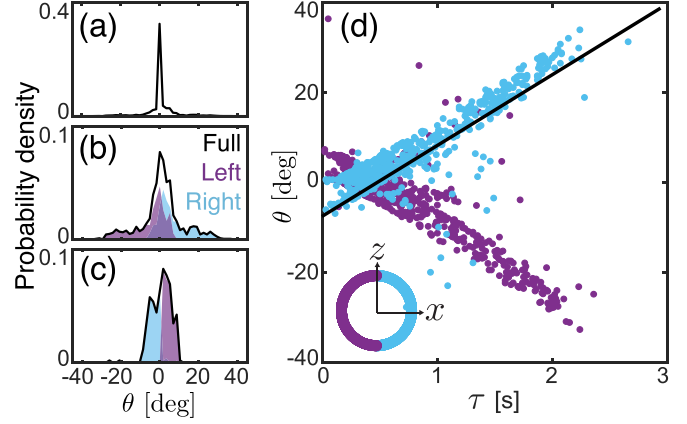 (a)
0.4
0
(b)
0.1
Full
Left
Right
0
(c)
0.1
0
-40 -20 0 20 40
θ [deg]
Probability density
(d)
40
20
0
-20
-40
θ [deg]
z
x
0 1 2 3
τ [s]